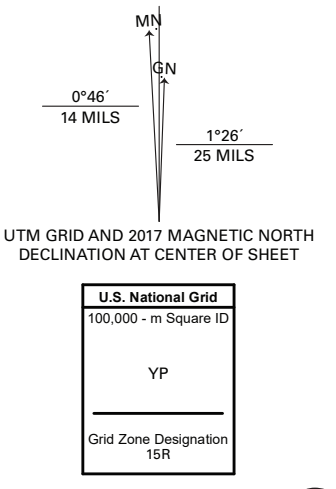 MN
GN
0°46´
14 MILS
1°26´
25 MILS
UTM GRID AND 2017 MAGNETIC NORTH
DECLINATION AT CENTER OF SHEET
U.S. National Grid
100,000 - m Square ID
YP
Grid Zone Designation
15R